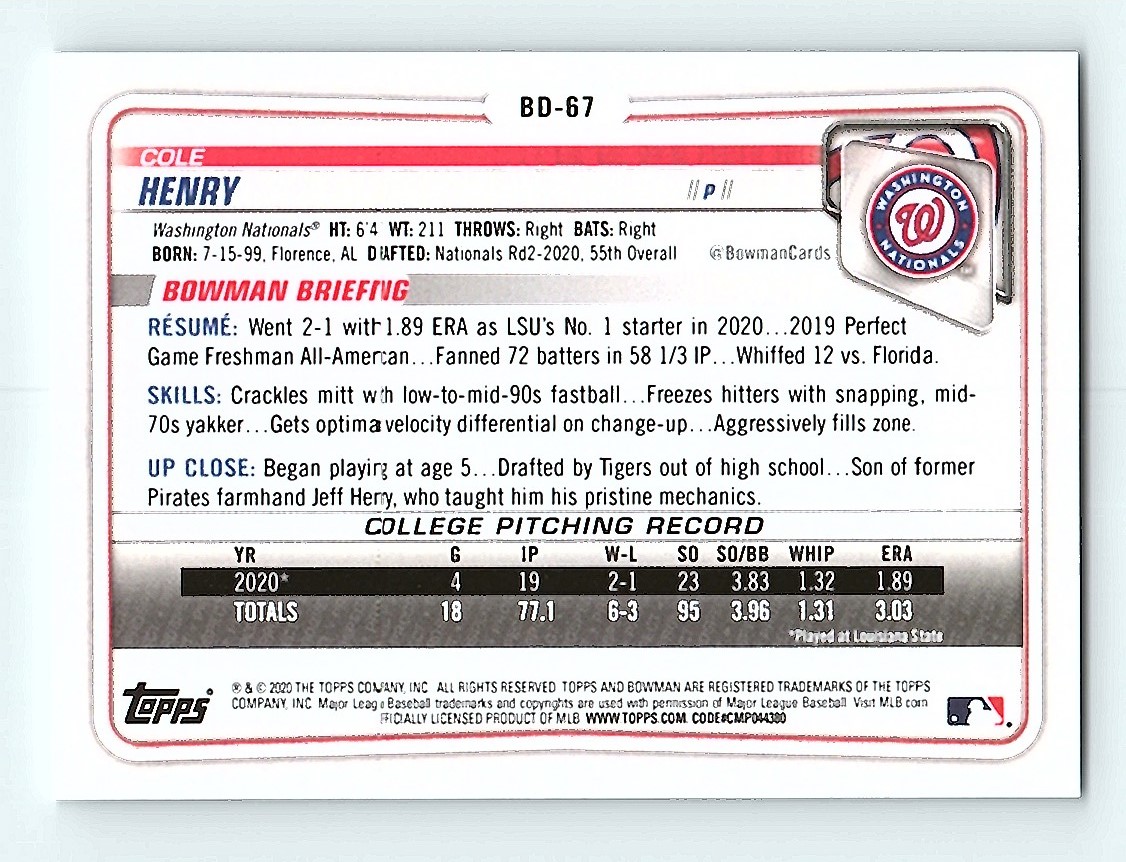 BD-67
COLE
HENRY // P //
WASHINGTON NATIONALS
Washington Nationals® HT: 6'4 WT: 211 THROWS: Right BATS: Right
BORN: 7-15-99, Florence, AL DRAFTED: Nationals Rd2-2020, 55th Overall @BowmanCards
BOWMAN BRIEFING
RÉSUMÉ: Went 2-1 with 1.89 ERA as LSU's No. 1 starter in 2020...2019 Perfect
Game Freshman All-American...Fanned 72 batters in 58 1/3 IP...Whiffed 12 vs. Florida.
SKILLS: Crackles mitt with low-to-mid-90s fastball...Freezes hitters with snapping, mid-
70s yakker...Gets optimal velocity differential on change-up...Aggressively fills zone.
UP CLOSE: Began playing at age 5...Drafted by Tigers out of high school...Son of former
Pirates farmhand Jeff Henry, who taught him his pristine mechanics.
COLLEGE PITCHING RECORD
YR G IP W-L SO SO/BB WHIP ERA
2020* 4 19 2-1 23 3.83 1.32 1.89
TOTALS 18 77.1 6-3 95 3.96 1.31 3.03
*Played at Louisiana State
Topps®
® & © 2020 THE TOPPS COMPANY, INC. ALL RIGHTS RESERVED. TOPPS AND BOWMAN ARE REGISTERED TRADEMARKS OF THE TOPPS
COMPANY, INC. Major League Baseball trademarks and copyrights are used with permission of Major League Baseball. Visit MLB.com
OFFICIALLY LICENSED PRODUCT OF MLB WWW.TOPPS.COM. CODE#CMP044380